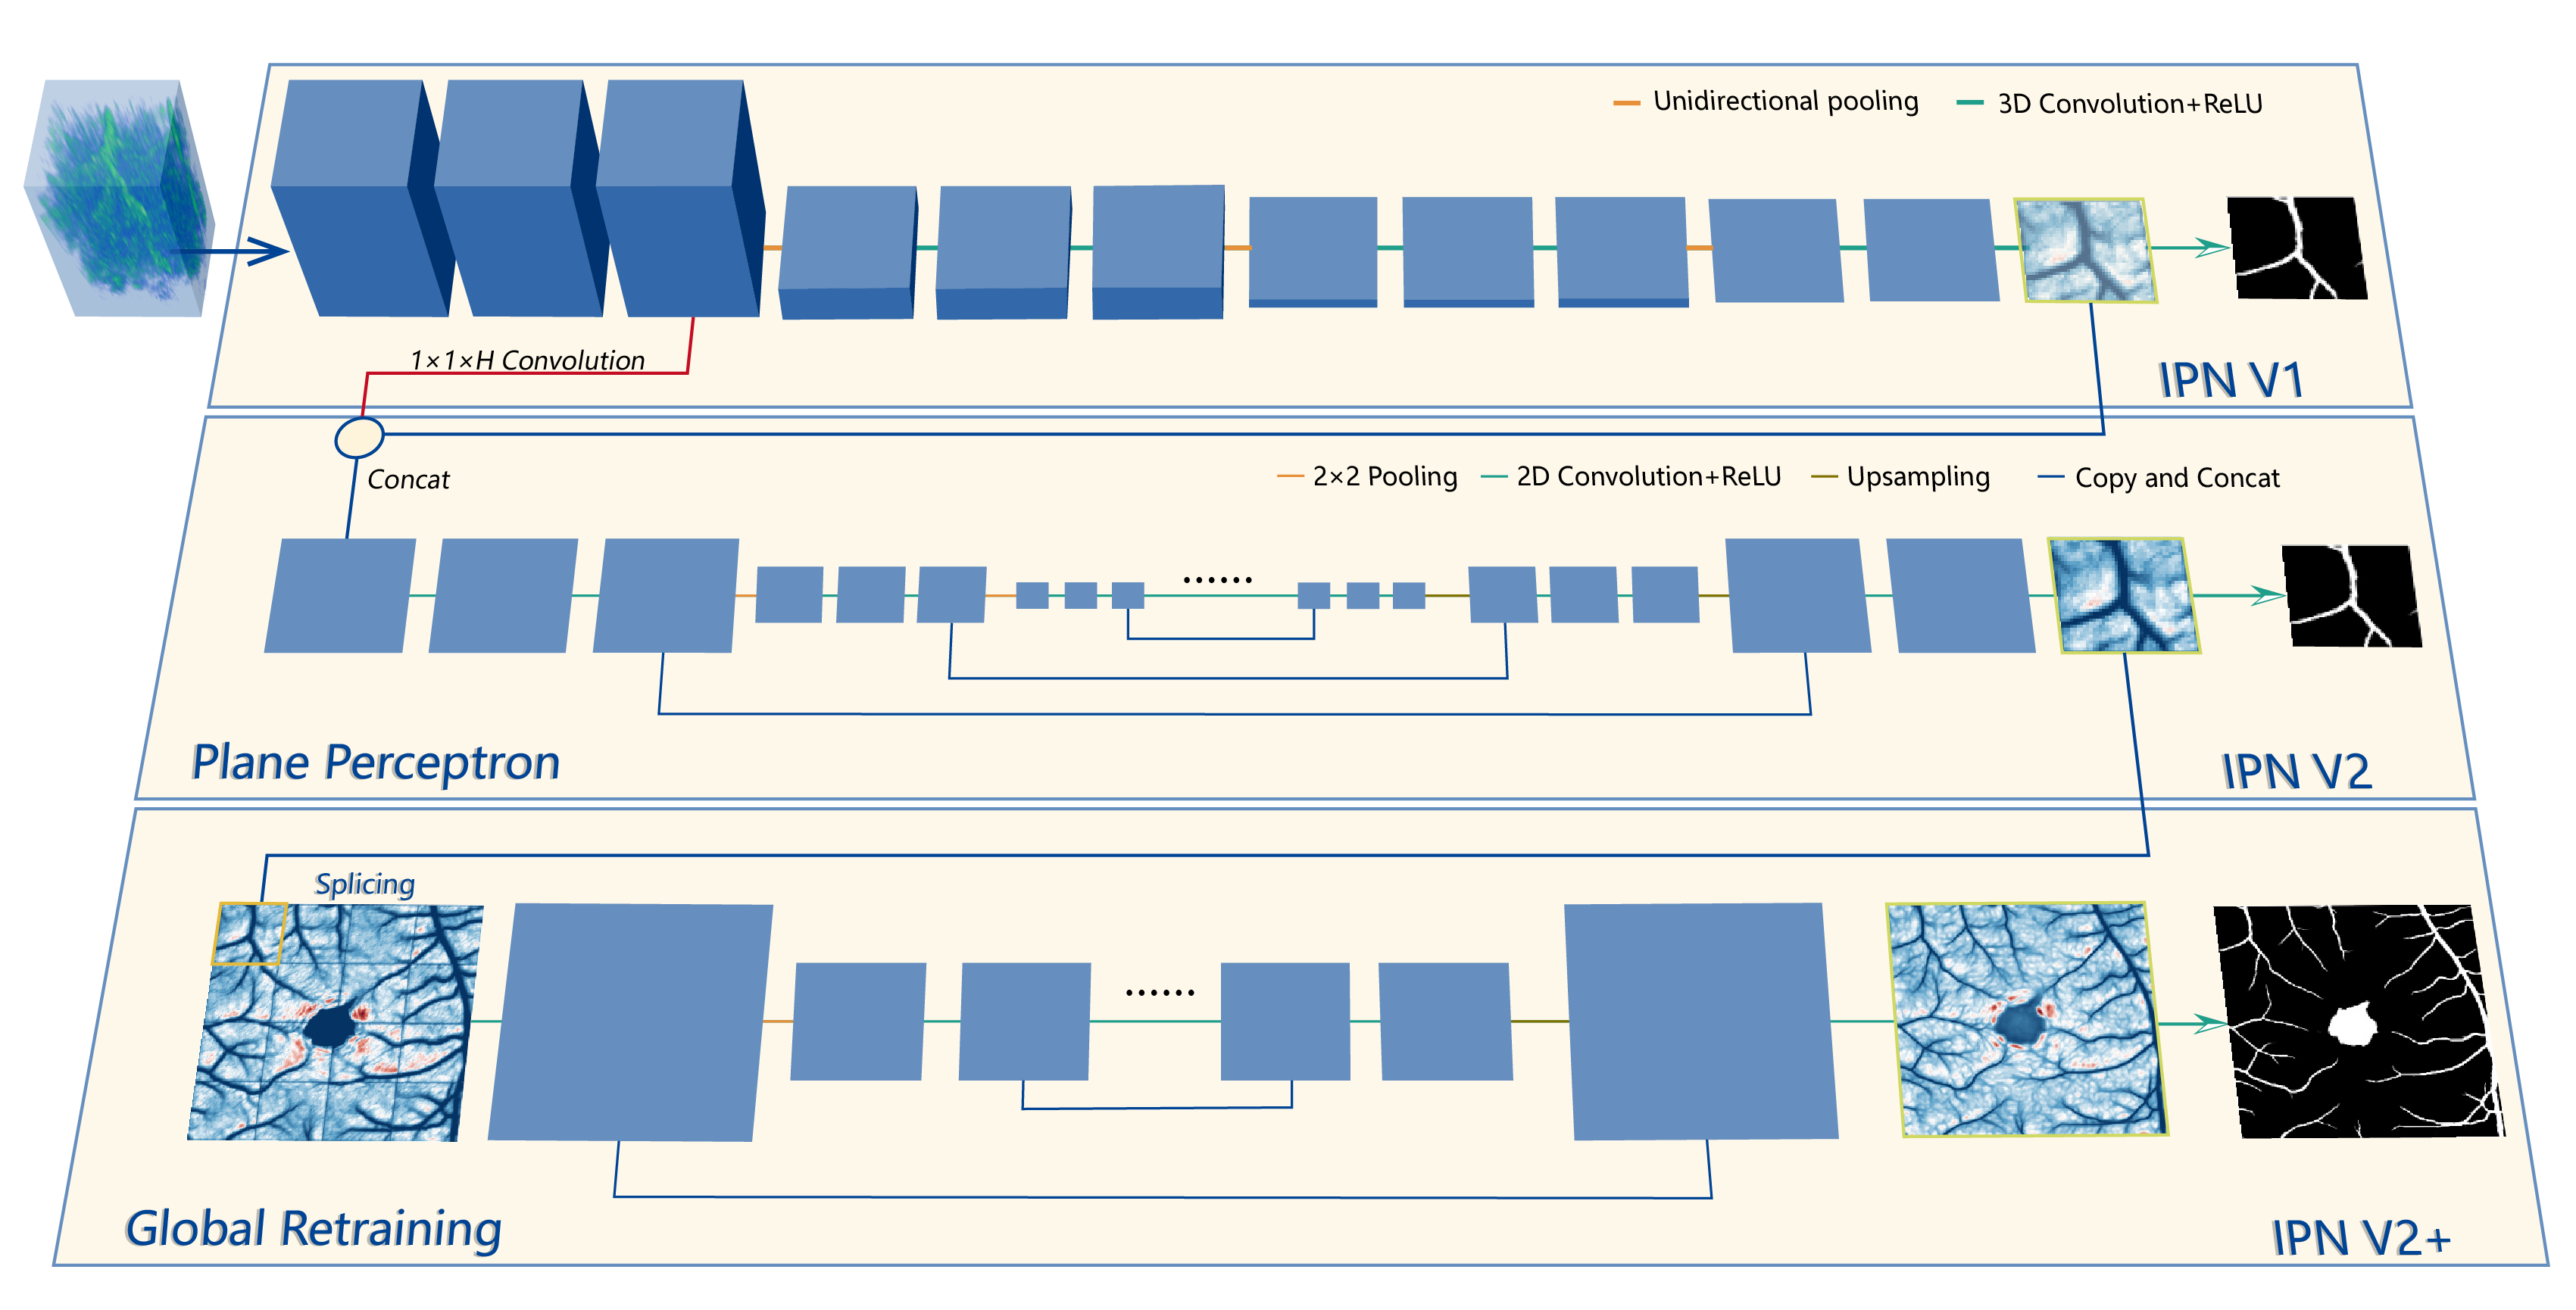 Unidirectional pooling
3D Convolution+ReLU
1×1×H Convolution
IPN V1
Concat
2×2 Pooling
2D Convolution+ReLU
Upsampling
Copy and Concat
......
Plane Perceptron
IPN V2
Splicing
......
Global Retraining
IPN V2+